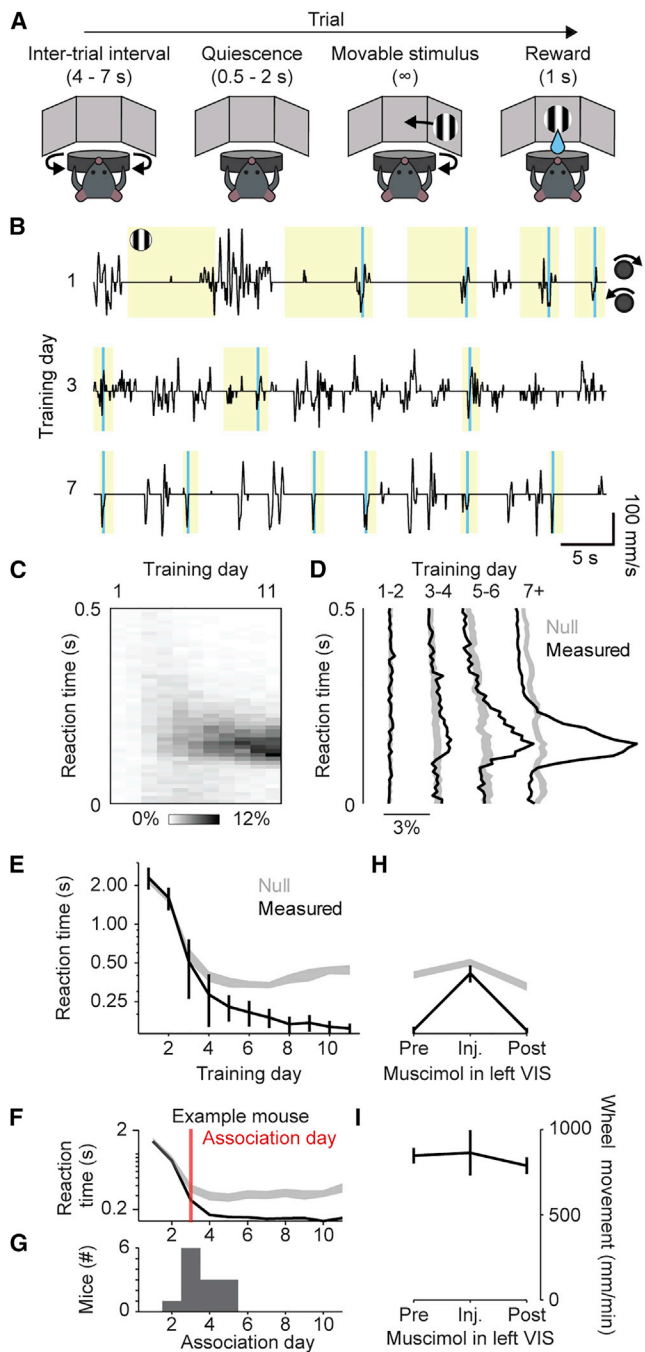 A
Trial
Inter-trial interval
(4 - 7 s)
Quiescence
(0.5 - 2 s)
Movable stimulus
(∞)
Reward
(1 s)
B
Training day
1
3
7
100 mm/s
5 s
C
Training day
1 11
Reaction time (s)
0.5
0
0% 12%
D
Training day
1-2 3-4 5-6 7+
Null
Measured
Reaction time (s)
0.5
0
3%
E
Reaction time (s)
2.00
1.00
0.50
0.25
Null
Measured
2 4 6 8 10
Training day
H
Pre Inj. Post
Muscimol in left VIS
F
Example mouse
Association day
Reaction
time (s)
2
0.2
2 4 6 8 10
G
Mice (#)
6
0
2 4 6 8 10
Association day
I
Wheel movement (mm/min)
1000
500
0
Pre Inj. Post
Muscimol in left VIS